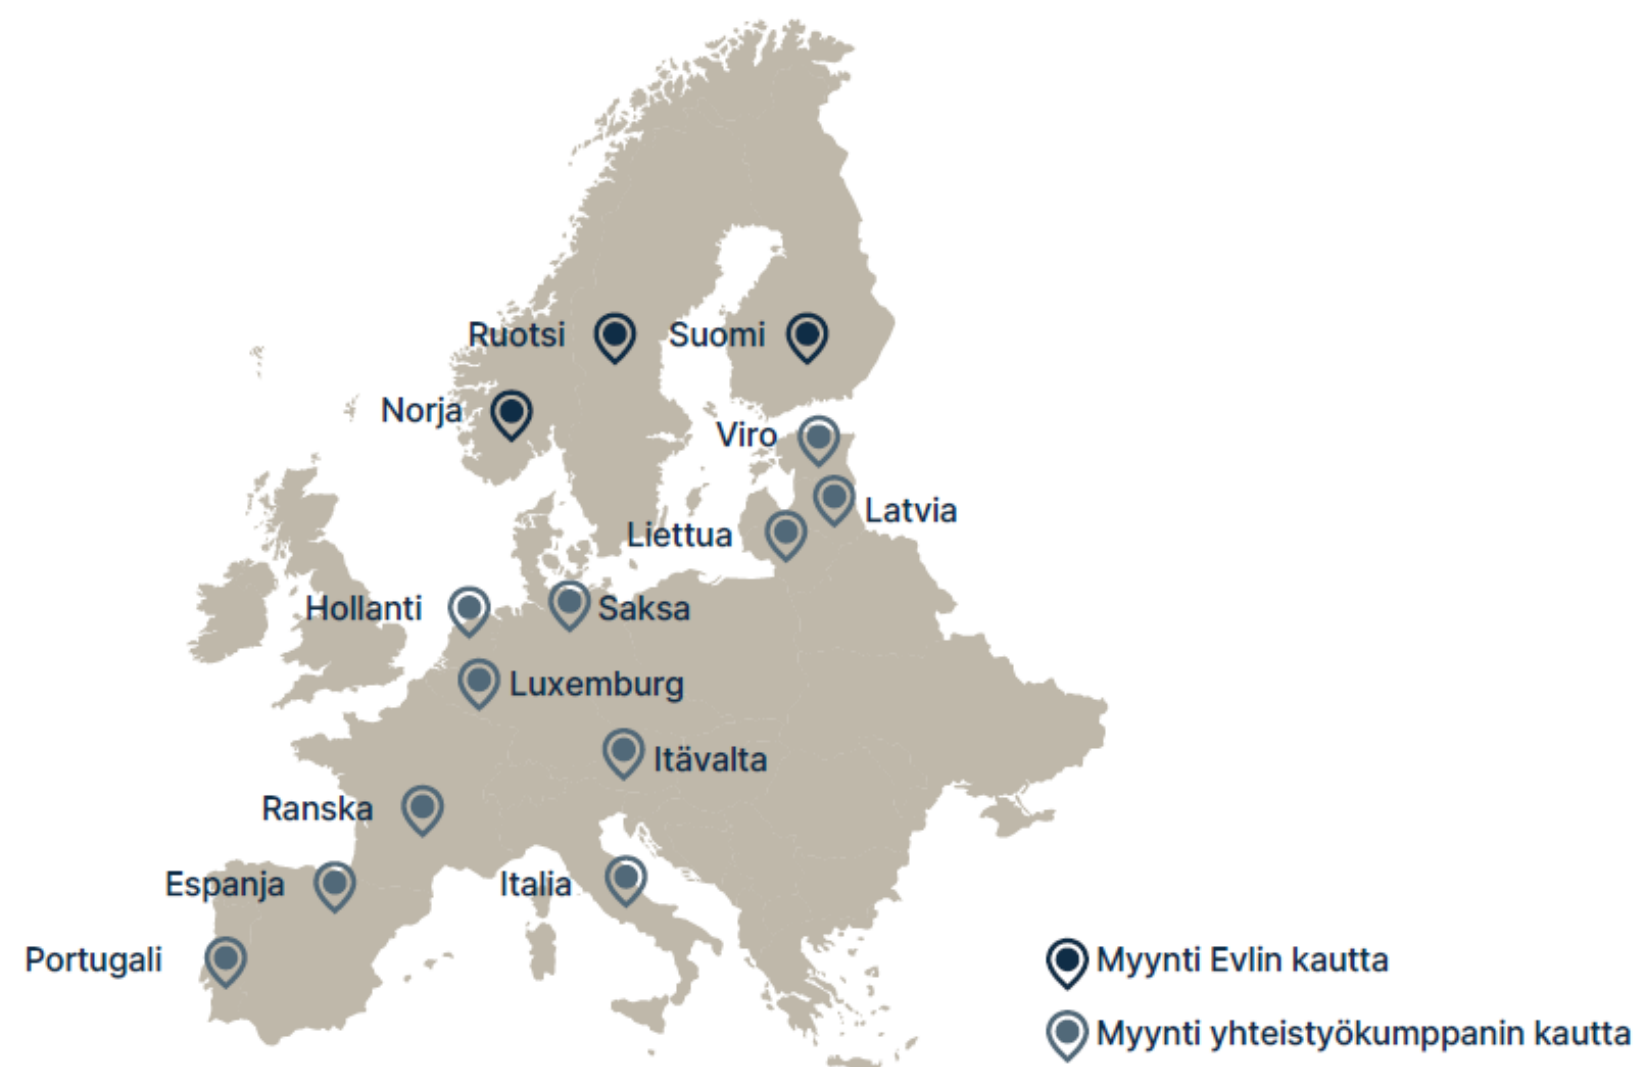 Ruotsi
Suomi
Norja
Viro
Latvia
Liettua
Hollanti
Saksa
Luxemburg
Itävalta
Ranska
Espanja
Italia
Portugali
Myynti Evlin kautta
Myynti yhteistyökumppanin kautta